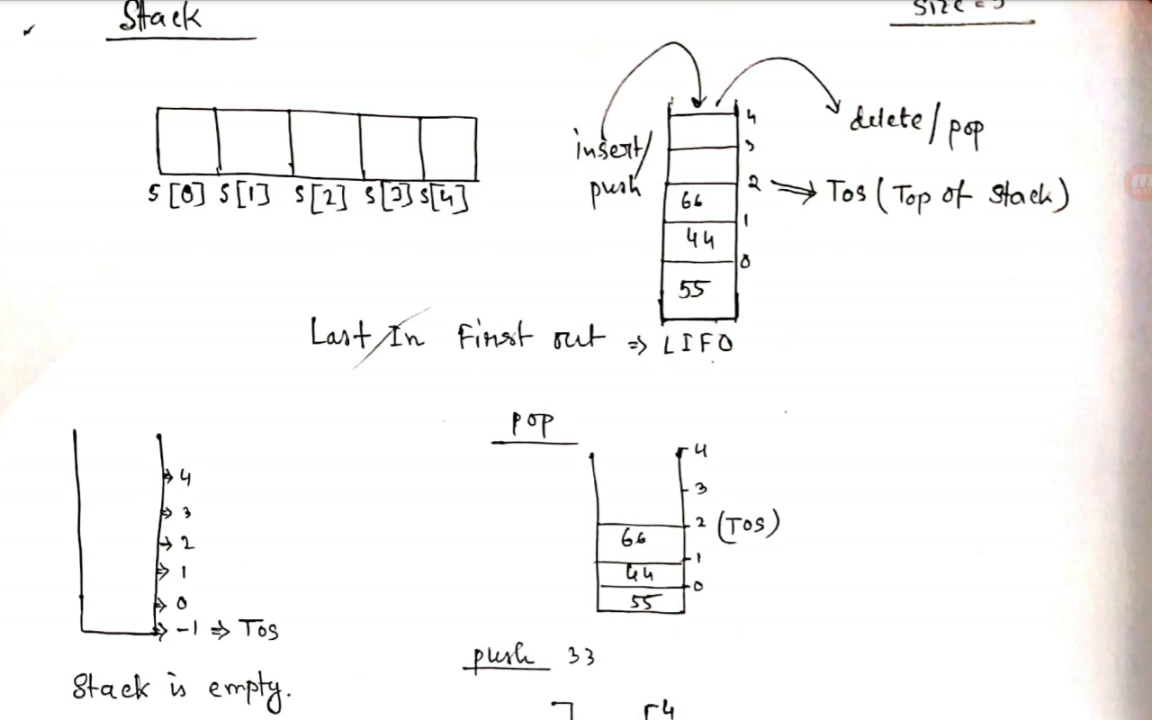 Stack
Size = 5
S[0] S[1] S[2] S[3] S[4]
insert/
push
delete/pop
4
3
2 ⇒ Tos (Top of Stack)
66
1
44
0
55
Last In First out ⇒ LIFO
4
3
2
1
0
-1 ⇒ Tos
Stack is empty.
pop
4
3
2 (Tos)
66
1
44
0
55
push 33
4